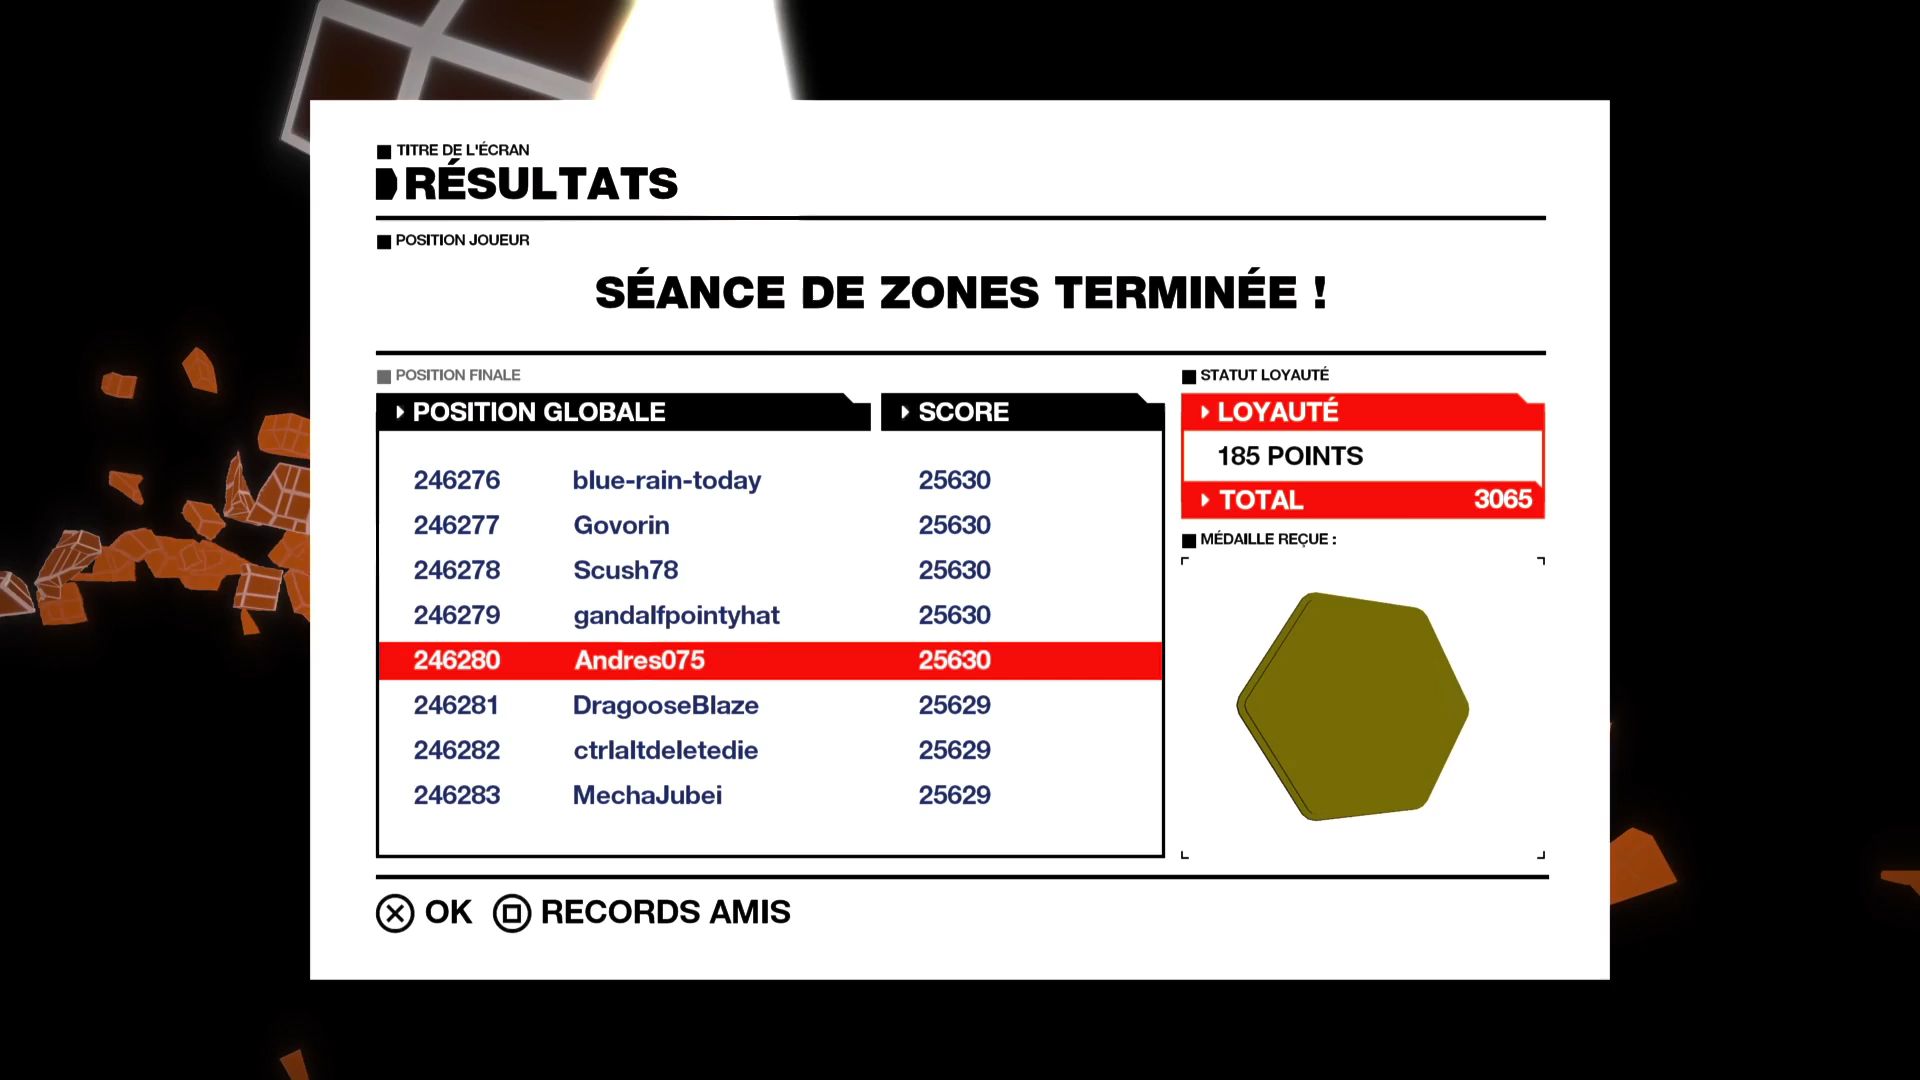 TITRE DE L'ÉCRAN
RÉSULTATS
POSITION JOUEUR
SÉANCE DE ZONES TERMINÉE !
POSITION FINALE
POSITION GLOBALE SCORE
246276 blue-rain-today 25630
246277 Govorin 25630
246278 Scush78 25630
246279 gandalfpointyhat 25630
246280 Andres075 25630
246281 DragooseBlaze 25629
246282 ctrlaltdeletedie 25629
246283 MechaJubei 25629
STATUT LOYAUTÉ
LOYAUTÉ
185 POINTS
TOTAL 3065
MÉDAILLE REÇUE :
OK RECORDS AMIS